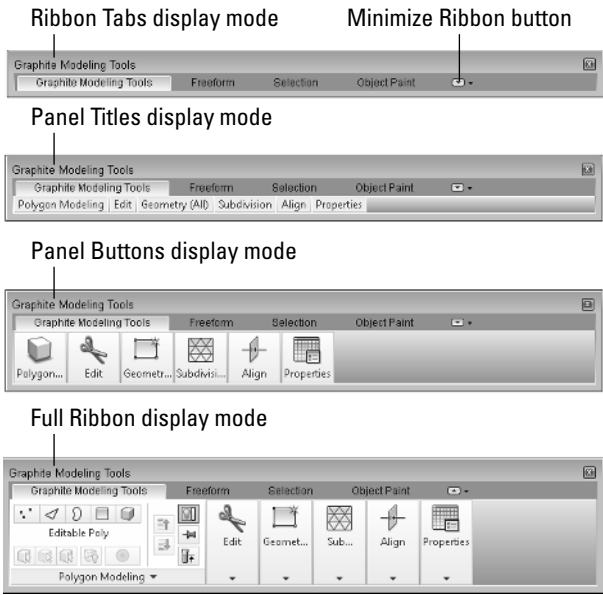 Ribbon Tabs display mode Minimize Ribbon button
Graphite Modeling Tools
Graphite Modeling Tools Freeform Selection Object Paint
Panel Titles display mode
Graphite Modeling Tools
Graphite Modeling Tools Freeform Selection Object Paint
Polygon Modeling Edit Geometry (All) Subdivision Align Properties
Panel Buttons display mode
Graphite Modeling Tools
Graphite Modeling Tools Freeform Selection Object Paint
Polygon... Edit Geometr... Subdivisi... Align Properties
Full Ribbon display mode
Graphite Modeling Tools
Graphite Modeling Tools Freeform Selection Object Paint
Editable Poly Edit Geomet... Sub... Align Properties
Polygon Modeling